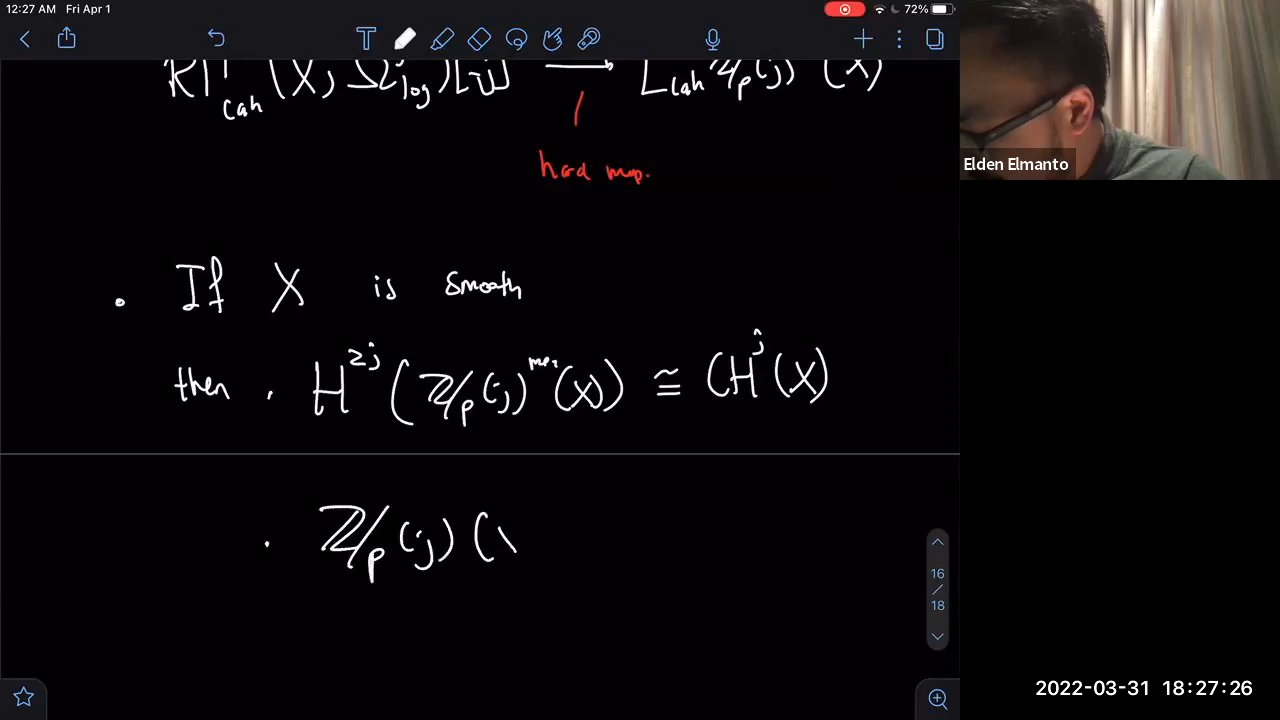 12:27 AM Fri Apr 1
72%
RΓ_cdh (X, Ω^j_log)[-j] → L_cdh ℤ/p(j) (X)
hard map.
• If X is smooth
then • H^{2j} (ℤ/p(j)^mot (X)) ≅ CH^j (X)
• ℤ/p (j) (
16
18
Elden Elmanto
2022-03-31 18:27:26